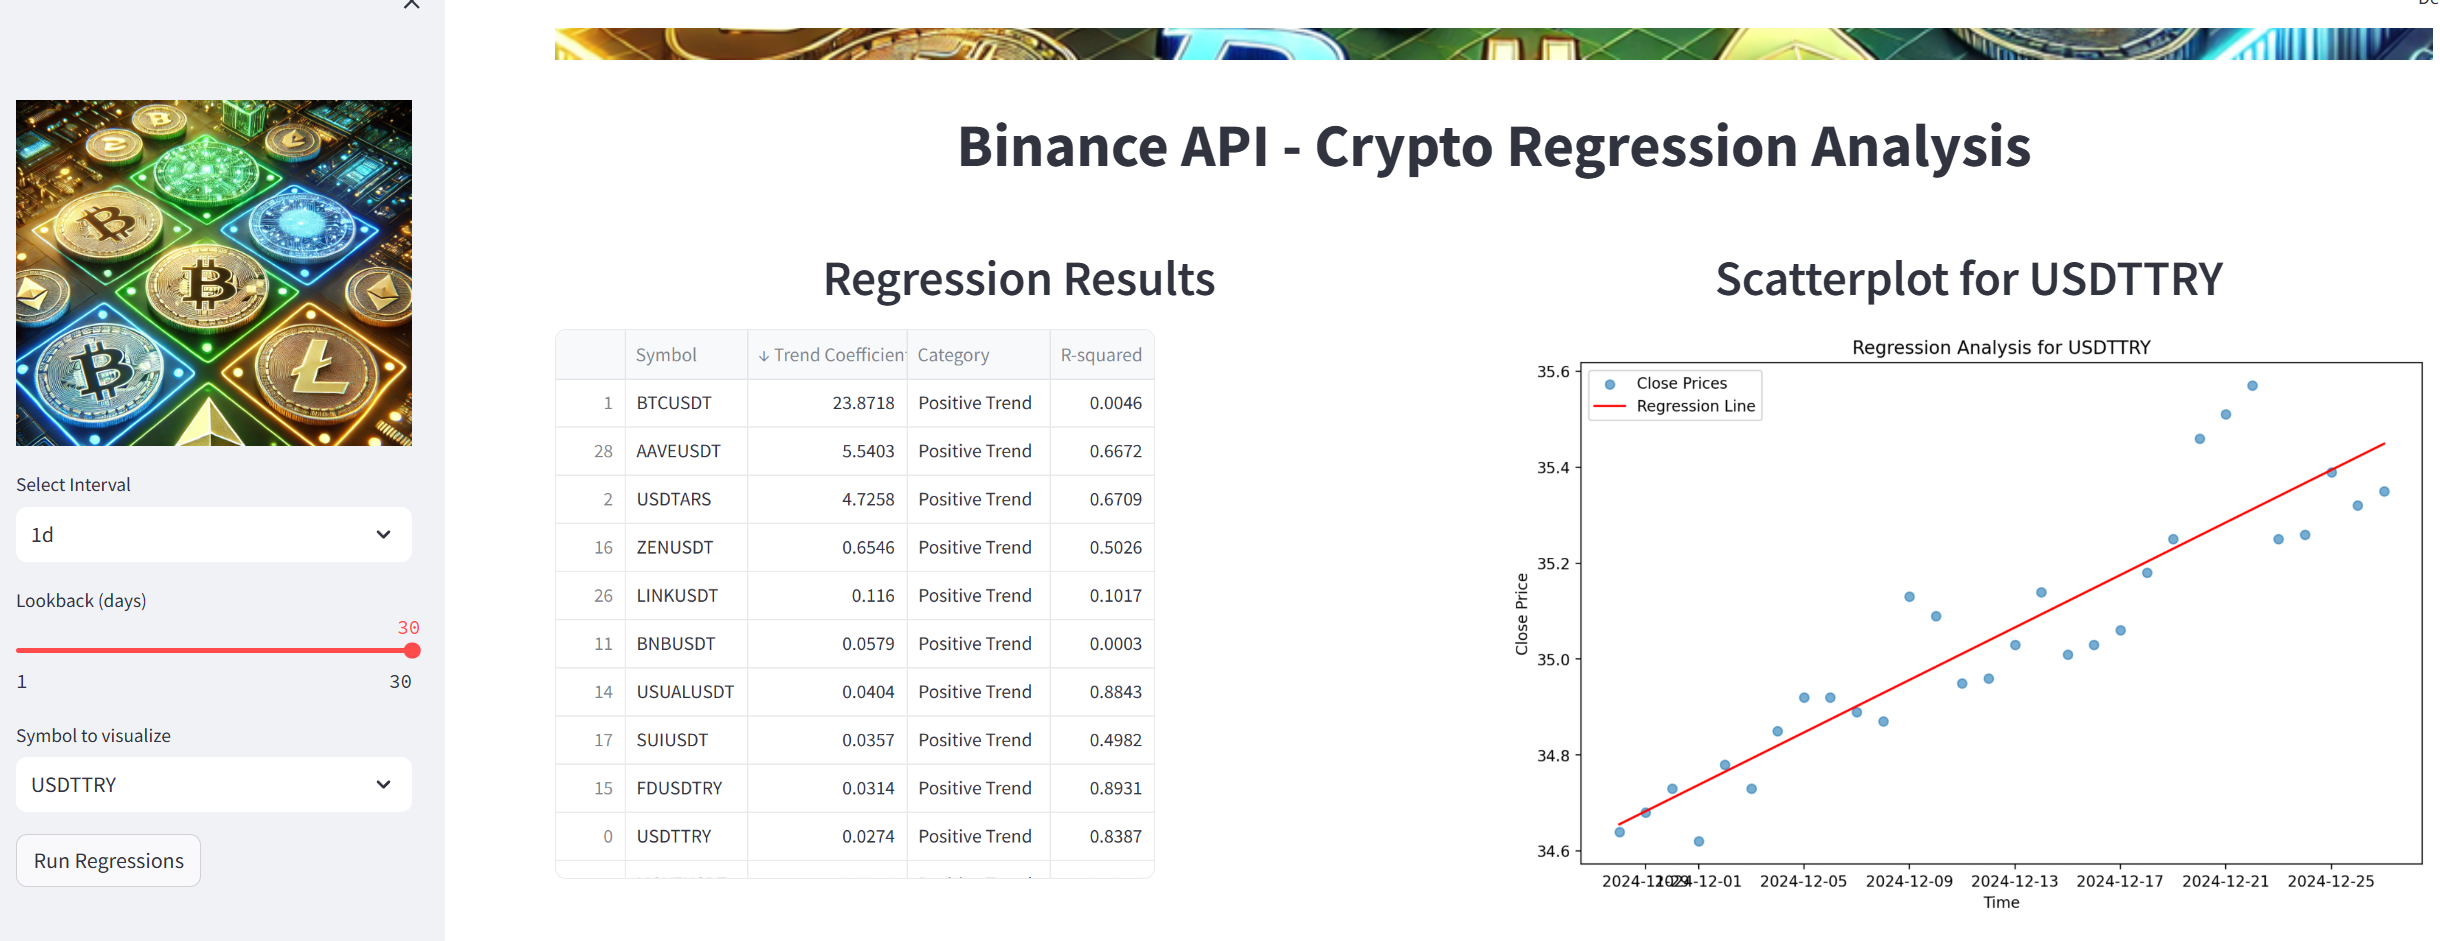 Binance API - Crypto Regression Analysis
Select Interval
1d
Lookback (days)
30
1
30
Symbol to visualize
USDTTRY
Run Regressions
Regression Results
Symbol ↓ Trend Coefficien Category R-squared
1 BTCUSDT 23.8718 Positive Trend 0.0046
28 AAVEUSDT 5.5403 Positive Trend 0.6672
2 USDTARS 4.7258 Positive Trend 0.6709
16 ZENUSDT 0.6546 Positive Trend 0.5026
26 LINKUSDT 0.116 Positive Trend 0.1017
11 BNBUSDT 0.0579 Positive Trend 0.0003
14 USUALUSDT 0.0404 Positive Trend 0.8843
17 SUIUSDT 0.0357 Positive Trend 0.4982
15 FDUSDTRY 0.0314 Positive Trend 0.8931
0 USDTTRY 0.0274 Positive Trend 0.8387
Scatterplot for USDTTRY
Regression Analysis for USDTTRY
Close Prices
Regression Line
Close Price
35.6
35.4
35.2
35.0
34.8
34.6
2024-11-29 2024-12-01 2024-12-05 2024-12-09 2024-12-13 2024-12-17 2024-12-21 2024-12-25
Time